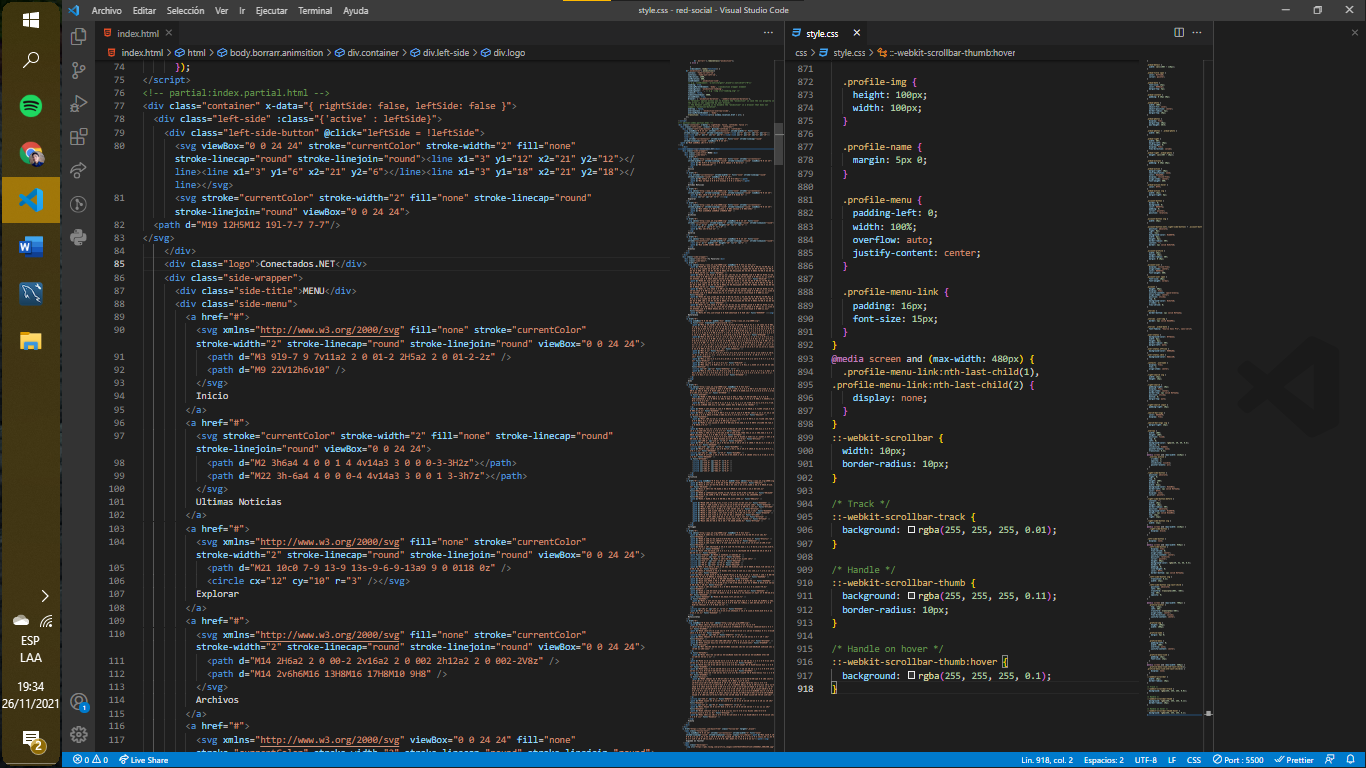 Archivo Editar Selección Ver Ir Ejecutar Terminal Ayuda
style.css - red-social - Visual Studio Code
index.html
index.html > html > body.borrarr.animsition > div.container > div.left-side > div.logo
74 });
75 </script>
76 <!-- partial:index.partial.html -->
77 <div class="container" x-data="{ rightSide: false, leftSide: false }">
78 <div class="left-side" :class="{'active' : leftSide}">
79 <div class="left-side-button" @click="leftSide = !leftSide">
80 <svg viewBox="0 0 24 24" stroke="currentColor" stroke-width="2" fill="none"
stroke-linecap="round" stroke-linejoin="round"><line x1="3" y1="12" x2="21" y2="12"></
line><line x1="3" y1="6" x2="21" y2="6"></line><line x1="3" y1="18" x2="21" y2="18"></
line></svg>
81 <svg stroke="currentColor" stroke-width="2" fill="none" stroke-linecap="round"
stroke-linejoin="round" viewBox="0 0 24 24">
82 <path d="M19 12H5M12 19l-7-7 7-7"/>
83 </svg>
84 </div>
85 <div class="logo">Conectados.NET</div>
86 <div class="side-wrapper">
87 <div class="side-title">MENU</div>
88 <div class="side-menu">
89 <a href="#">
90 <svg xmlns="http://www.w3.org/2000/svg" fill="none" stroke="currentColor"
stroke-width="2" stroke-linecap="round" stroke-linejoin="round" viewBox="0 0 24 24">
91 <path d="M3 9l9-7 9 7v11a2 2 0 01-2 2H5a2 2 0 01-2-2z" />
92 <path d="M9 22V12h6v10" />
93 </svg>
94 Inicio
95 </a>
96 <a href="#">
97 <svg stroke="currentColor" stroke-width="2" fill="none" stroke-linecap="round"
stroke-linejoin="round" viewBox="0 0 24 24">
98 <path d="M2 3h6a4 4 0 0 1 4 4v14a3 3 0 0 0-3-3H2z"></path>
99 <path d="M22 3h-6a4 4 0 0 0-4 4v14a3 3 0 0 1 3-3h7z"></path>
100 </svg>
101 Ultimas Noticias
102 </a>
103 <a href="#">
104 <svg xmlns="http://www.w3.org/2000/svg" fill="none" stroke="currentColor"
stroke-width="2" stroke-linecap="round" stroke-linejoin="round" viewBox="0 0 24 24">
105 <path d="M21 10c0 7-9 13-9 13s-9-6-9-13a9 9 0 0118 0z" />
106 <circle cx="12" cy="10" r="3" /></svg>
107 Explorar
108 </a>
109 <a href="#">
110 <svg xmlns="http://www.w3.org/2000/svg" fill="none" stroke="currentColor"
stroke-width="2" stroke-linecap="round" stroke-linejoin="round" viewBox="0 0 24 24">
111 <path d="M14 2H6a2 2 0 00-2 2v16a2 2 0 002 2h12a2 2 0 002-2V8z" />
112 <path d="M14 2v6h6M16 13H8M16 17H8M10 9H8" />
113 </svg>
114 Archivos
115 </a>
116 <a href="#">
117 <svg xmlns="http://www.w3.org/2000/svg" viewBox="0 0 24 24" fill="none"
style.css
css > style.css > ::-webkit-scrollbar-thumb:hover
871
872 .profile-img {
873 height: 100px;
874 width: 100px;
875 }
876
877 .profile-name {
878 margin: 5px 0;
879 }
880
881 .profile-menu {
882 padding-left: 0;
883 width: 100%;
884 overflow: auto;
885 justify-content: center;
886 }
887
888 .profile-menu-link {
889 padding: 16px;
890 font-size: 15px;
891 }
892 }
893 @media screen and (max-width: 480px) {
894 .profile-menu-link:nth-last-child(1),
895 .profile-menu-link:nth-last-child(2) {
896 display: none;
897 }
898 }
899 ::-webkit-scrollbar {
900 width: 10px;
901 border-radius: 10px;
902 }
903
904 /* Track */
905 ::-webkit-scrollbar-track {
906 background: rgba(255, 255, 255, 0.01);
907 }
908
909 /* Handle */
910 ::-webkit-scrollbar-thumb {
911 background: rgba(255, 255, 255, 0.11);
912 border-radius: 10px;
913 }
914
915 /* Handle on hover */
916 ::-webkit-scrollbar-thumb:hover {
917 background: rgba(255, 255, 255, 0.1);
918 }
ESP
LAA
19:34
26/11/2021
2
1
0 0 Live Share
Lín. 918, col. 2 Espacios: 2 UTF-8 LF CSS Port : 5500 Prettier